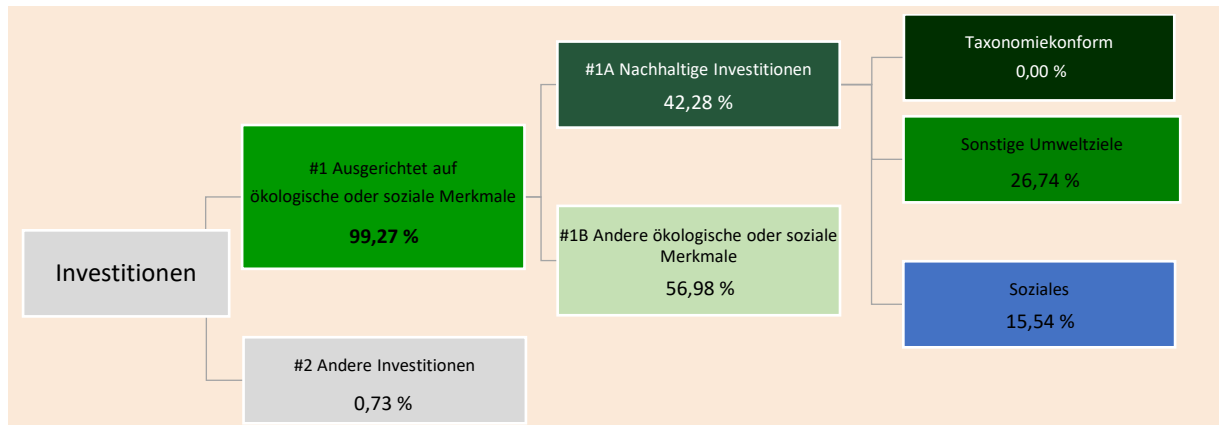 Investitionen
#1 Ausgerichtet auf
ökologische oder soziale Merkmale
99,27 %
#2 Andere Investitionen
0,73 %
#1A Nachhaltige Investitionen
42,28 %
#1B Andere ökologische oder soziale
Merkmale
56,98 %
Taxonomiekonform
0,00 %
Sonstige Umweltziele
26,74 %
Soziales
15,54 %